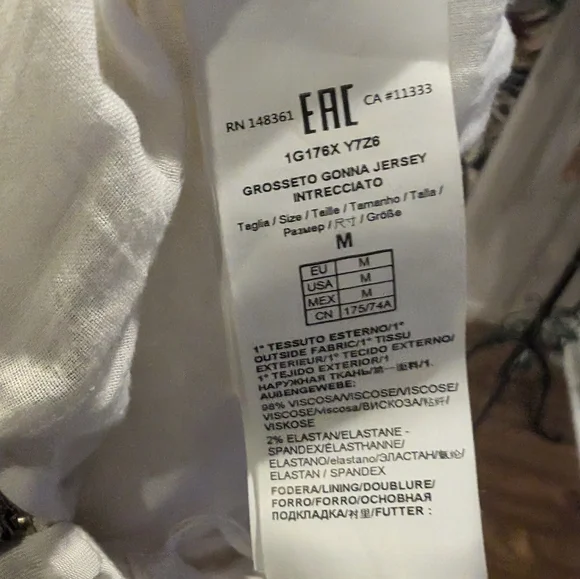 RN 148361 EAC CA #11333
1G176X Y7Z6
GROSSETO GONNA JERSEY
INTRECCIATO
Taglia / Size / Taille / Tamanho / Talla /
Размер / 尺寸 / Größe
M
EU M
USA M
MEX M
CN 175/74A
1° TESSUTO ESTERNO/1°
OUTSIDE FABRIC/1° TISSU
EXTERIEUR/1° TECIDO EXTERNO/
1° TEJIDO EXTERIOR/1
НАРУЖНАЯ ТКАНЬ/第一里料/1.
AUßENGEWEBE:
98% VISCOSA/VISCOSE/VISCOSE/
VISCOSE/viscosa/ВИСКОЗА/粘纤/
VISKOSE
2% ELASTAN/ELASTANE -
SPANDEX/ÉLASTHANNE/
ELASTANO/elastano/ЭЛАСТАН/氨纶/
ELASTAN / SPANDEX
FODERA/LINING/DOUBLURE/
FORRO/FORRO/ОСНОВНАЯ
ПОДКЛАДКА/衬里/FUTTER :